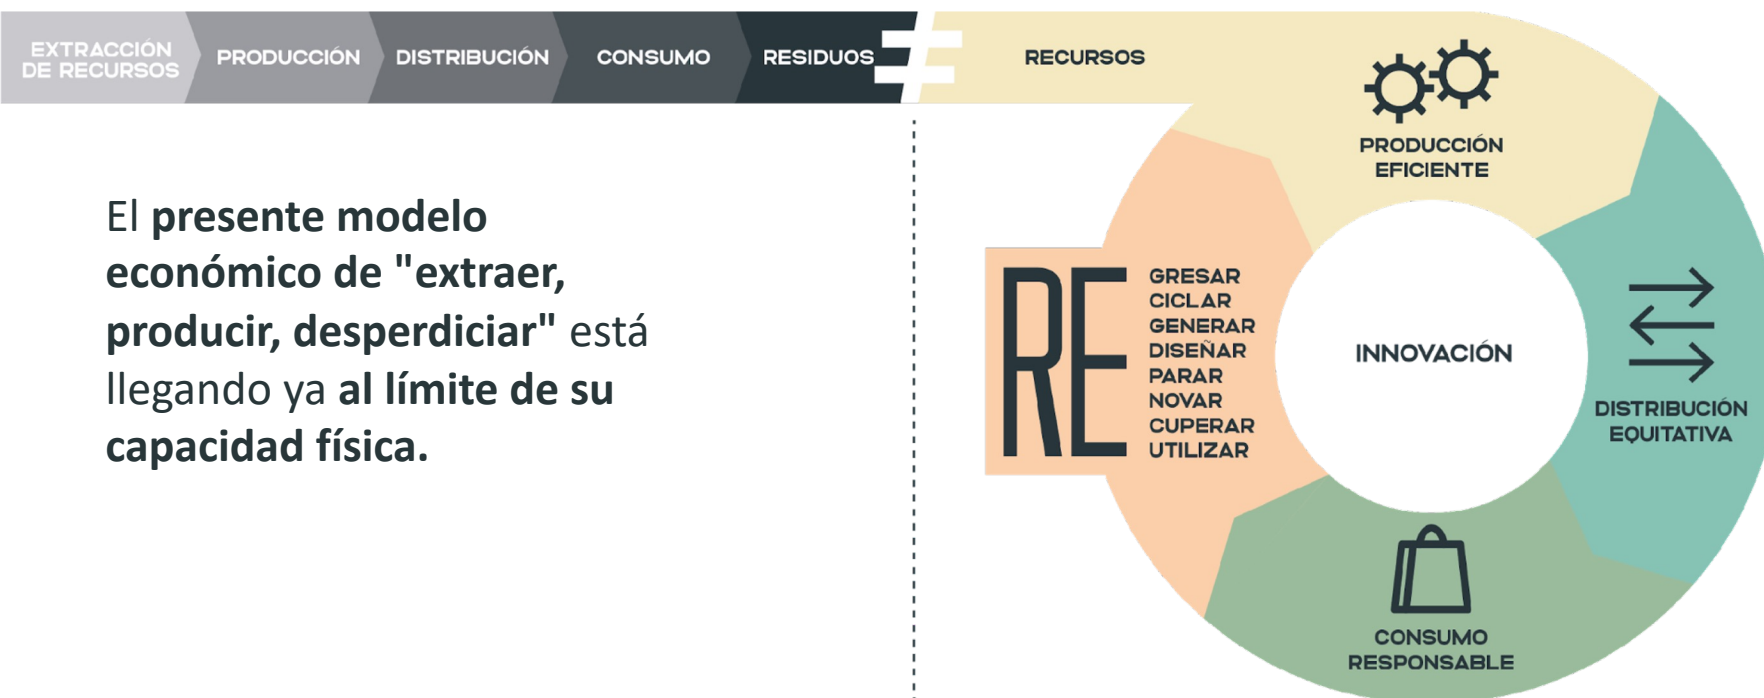 EXTRACCIÓN
DE RECURSOS
PRODUCCIÓN
DISTRIBUCIÓN
CONSUMO
RESIDUOS
≠
RECURSOS
El presente modelo
económico de "extraer,
producir, desperdiciar" está
llegando ya al límite de su
capacidad física.
PRODUCCIÓN
EFICIENTE
DISTRIBUCIÓN
EQUITATIVA
CONSUMO
RESPONSABLE
RE
GRESAR
CICLAR
GENERAR
DISEÑAR
PARAR
NOVAR
CUPERAR
UTILIZAR
INNOVACIÓN